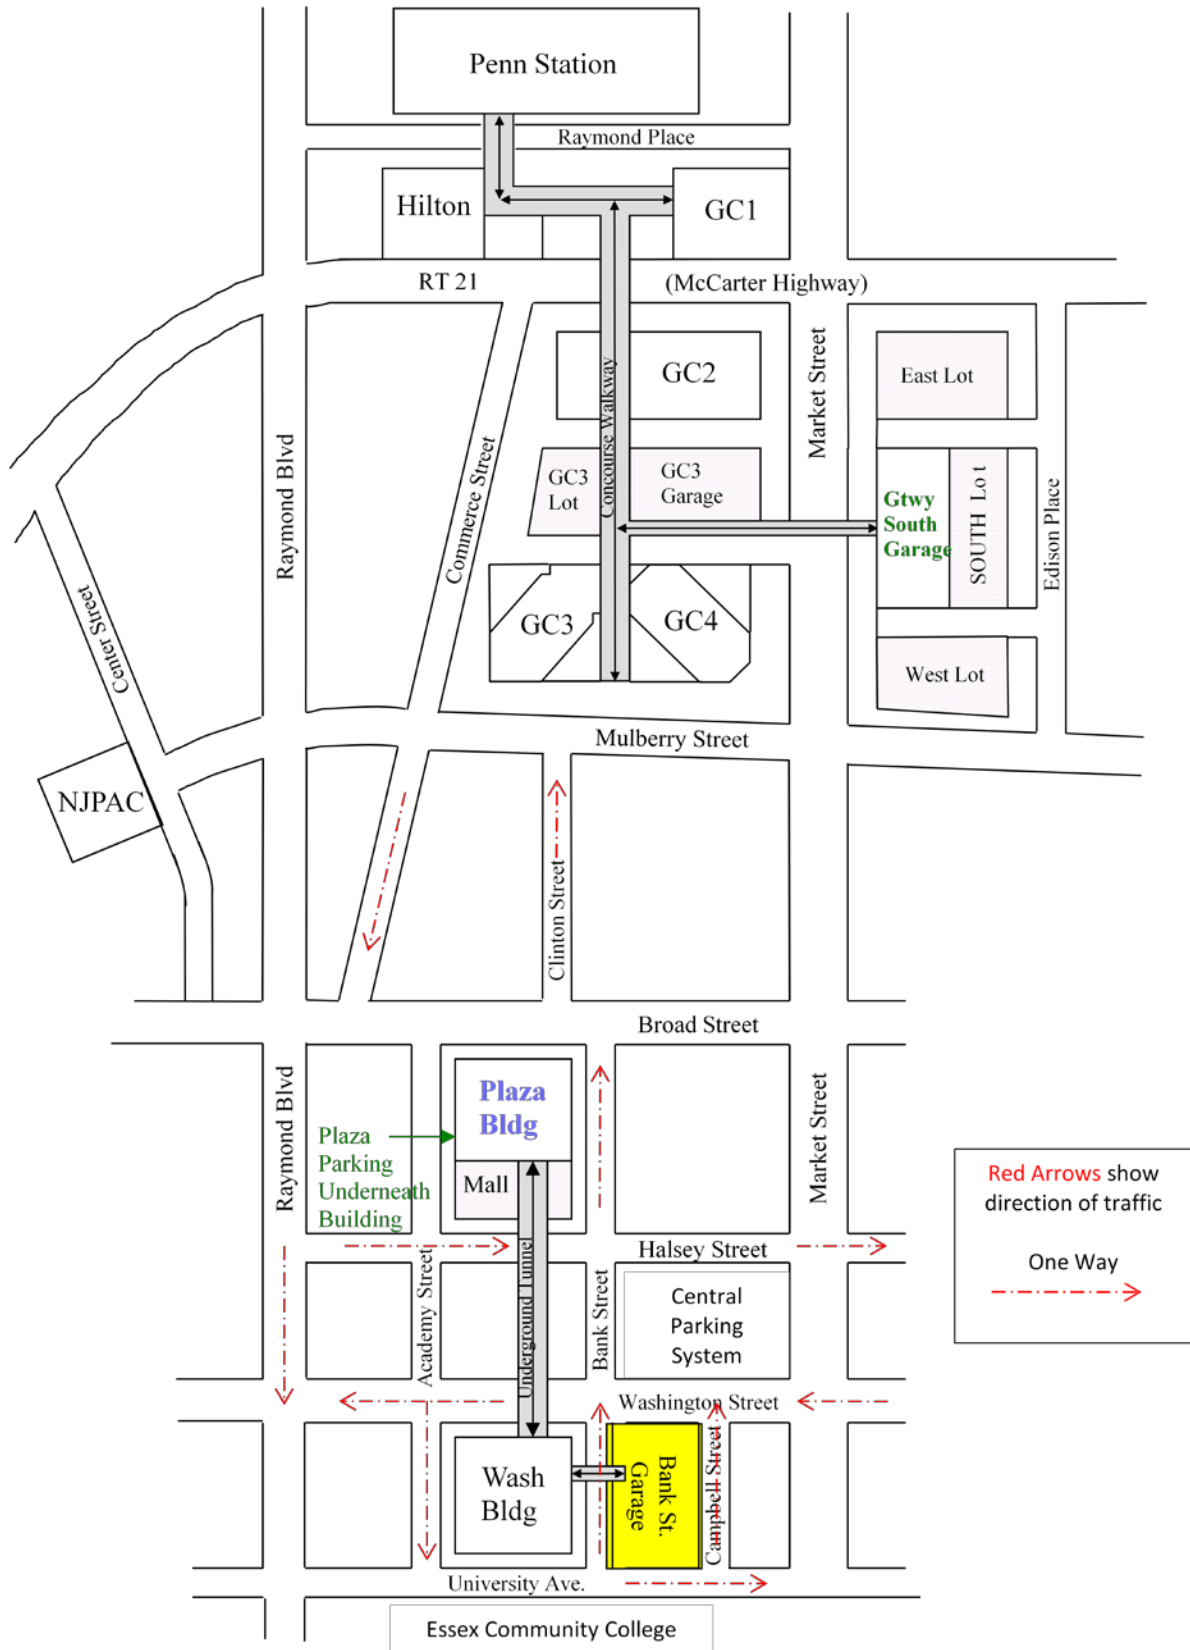 Penn Station
Raymond Place
Hilton
GC1
RT 21
(McCarter Highway)
GC2
East Lot
Market Street
Concourse Walkway
Commerce Street
Raymond Blvd
GC3
Lot
GC3
Garage
Gtwy
South
Garage
SOUTH Lot
Edison Place
Center Street
GC3
GC4
West Lot
Mulberry Street
NJPAC
Clinton Street
Broad Street
Plaza
Bldg
Raymond Blvd
Plaza
Parking
Underneath
Building
Mall
Market Street
Red Arrows show
direction of traffic
One Way
Halsey Street
Academy Street
Underground Tunnel
Bank Street
Central
Parking
System
Washington Street
Wash
Bldg
Bank St.
Garage
Campbell Street
University Ave.
Essex Community College